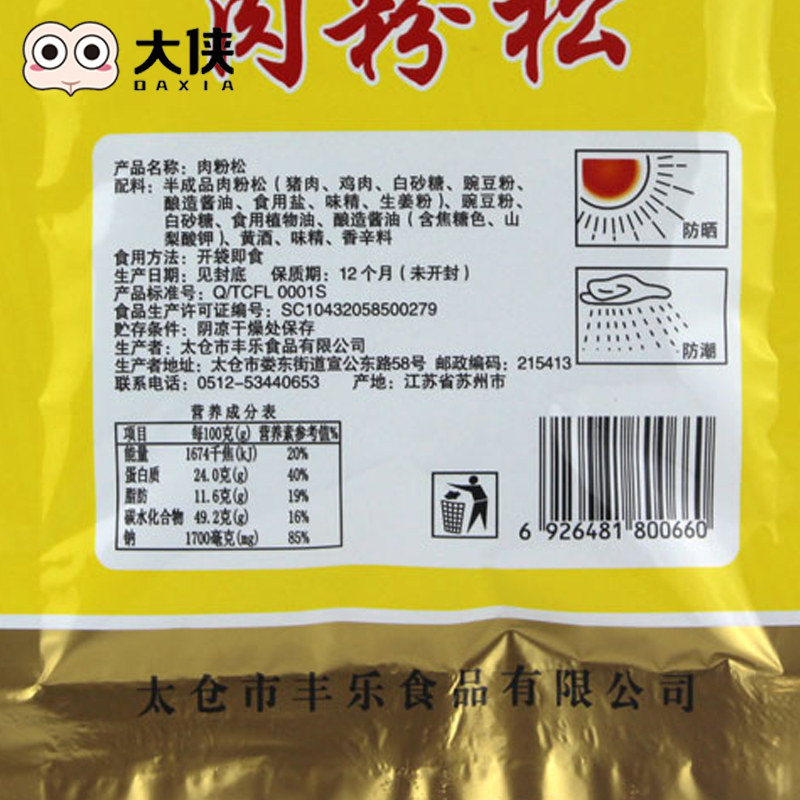 肉粉松
大侠
DAXIA
产品名称：肉粉松
配料：半成品肉粉松（猪肉、鸡肉、白砂糖、豌豆粉、
酿造酱油、食用盐、味精、生姜粉）、豌豆粉、
白砂糖、食用植物油、酿造酱油（含焦糖色、山
梨酸钾）、黄酒、味精、香辛料
食用方法：开袋即食
生产日期：见封底 保质期：12个月（未开封）
产品标准号：Q/TCFL 0001S
食品生产许可证编号：SC10432058500279
贮存条件：阴凉干燥处保存
生产者：太仓市丰乐食品有限公司
生产者地址：太仓市娄东街道宣公东路58号 邮政编码：215413
联系电话：0512-53440653 产地：江苏省苏州市
防晒
防潮
营养成分表
项目 每100克(g) 营养素参考值%
能量 1674千焦(kJ) 20%
蛋白质 24.0克(g) 40%
脂肪 11.6克(g) 19%
碳水化合物 49.2克(g) 16%
钠 1700毫克(mg) 85%
6 926481 800660
太仓市丰乐食品有限公司